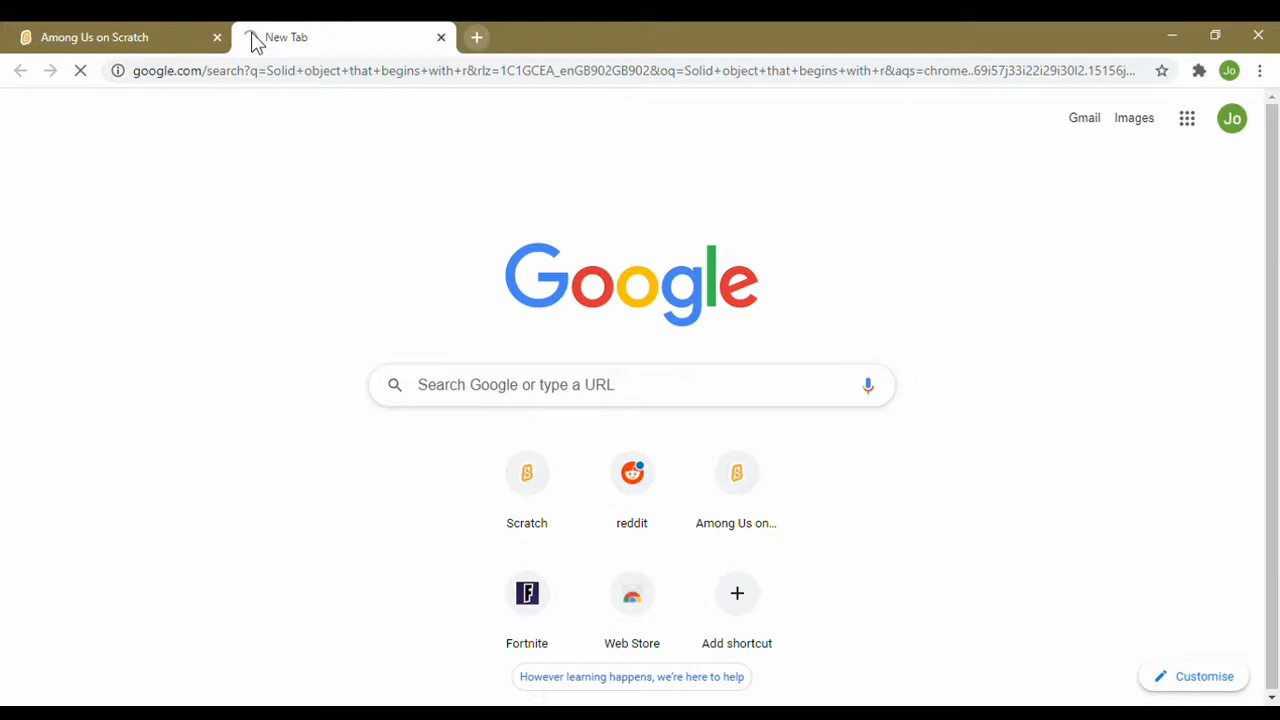 Among Us on Scratch
New Tab
google.com/search?q=Solid+object+that+begins+with+r&rlz=1C1GCEA_enGB902GB902&oq=Solid+object+that+begins+with+r&aqs=chrome..69i57j33i22i29i30l2.15156j...
Jo
Gmail Images
Jo
Google
Search Google or type a URL
Scratch reddit Among Us on...
Fortnite Web Store Add shortcut
However learning happens, we're here to help
Customise